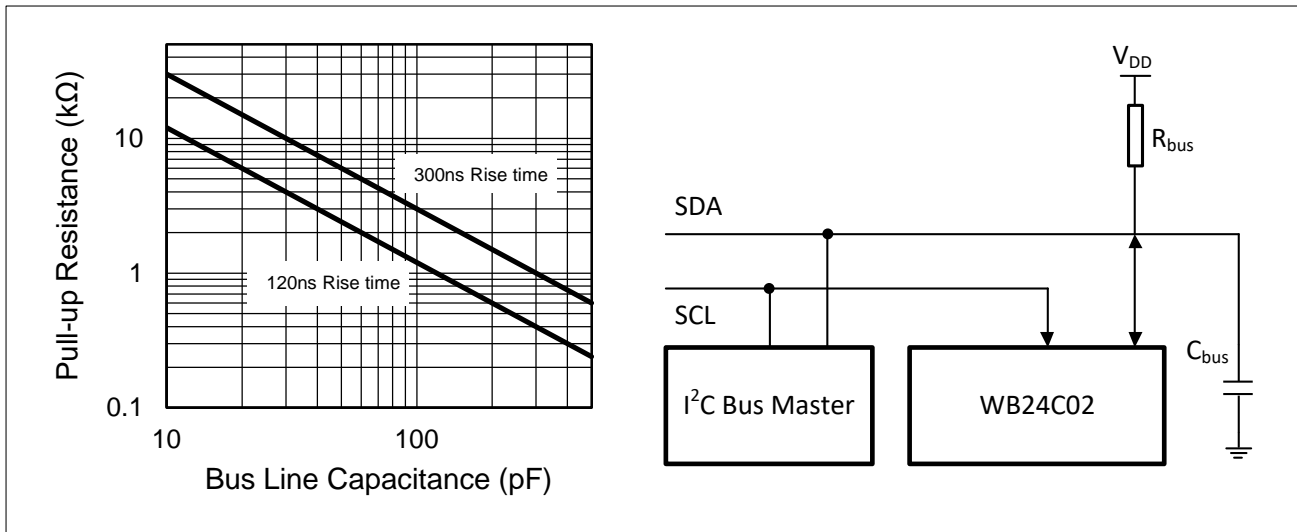 Pull-up Resistance (kΩ)
10
1
0.1
300ns Rise time
120ns Rise time
10
100
Bus Line Capacitance (pF)
VDD
Rbus
SDA
SCL
I²C Bus Master
WB24C02
Cbus